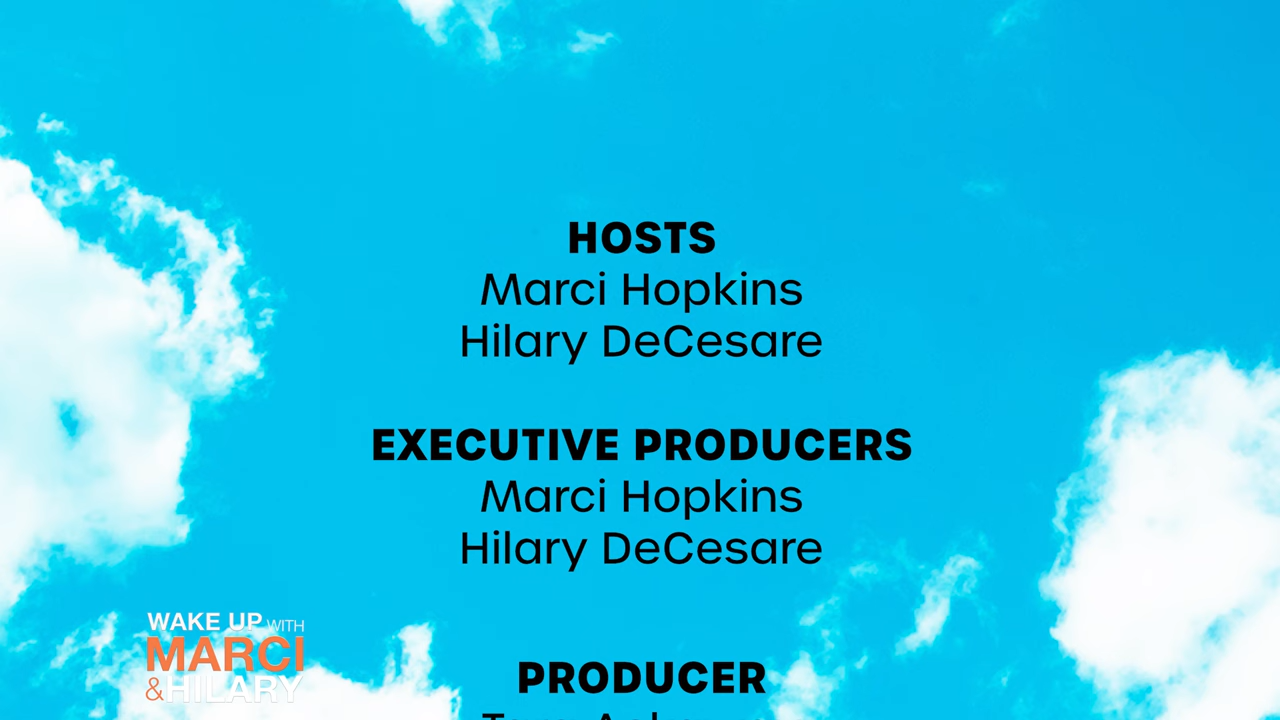 HOSTS
Marci Hopkins
Hilary DeCesare
EXECUTIVE PRODUCERS
Marci Hopkins
Hilary DeCesare
WAKE UP WITH
MARCI
&HILARY
PRODUCER